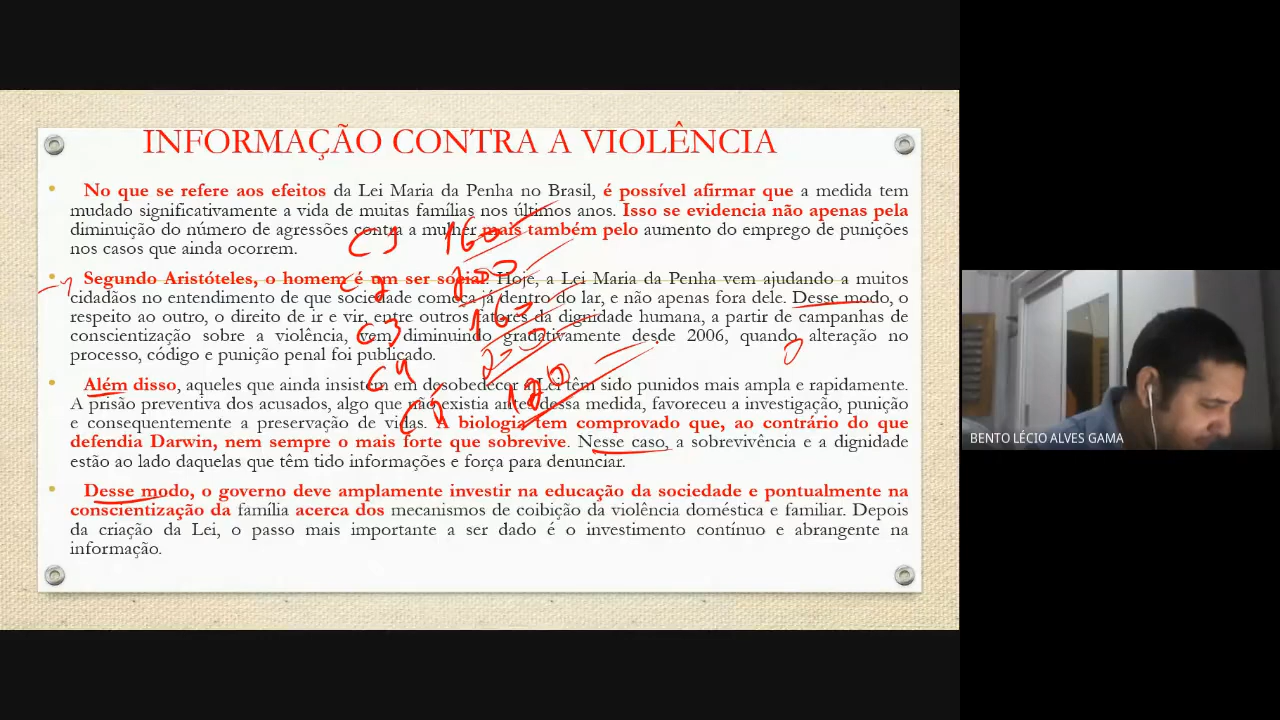 INFORMAÇÃO CONTRA A VIOLÊNCIA
No que se refere aos efeitos da Lei Maria da Penha no Brasil, é possível afirmar que a medida tem
mudado significativamente a vida de muitas famílias nos últimos anos. Isso se evidencia não apenas pela
diminuição do número de agressões contra a mulher mais também pelo aumento do emprego de punições
nos casos que ainda ocorrem.
Segundo Aristóteles, o homem é um ser social. Hoje, a Lei Maria da Penha vem ajudando a muitos
cidadãos no entendimento de que sociedade começa já dentro do lar, e não apenas fora dele. Desse modo, o
respeito ao outro, o direito de ir e vir, entre outros fatores da dignidade humana, a partir de campanhas de
conscientização sobre a violência, vem diminuindo gradativamente desde 2006, quando alteração no
processo, código e punição penal foi publicado.
Além disso, aqueles que ainda insistem em desobedecer a Lei têm sido punidos mais ampla e rapidamente.
A prisão preventiva dos acusados, algo que não existia antes dessa medida, favoreceu a investigação, punição
e consequentemente a preservação de vidas. A biologia tem comprovado que, ao contrário do que
defendia Darwin, nem sempre o mais forte que sobrevive. Nesse caso, a sobrevivência e a dignidade
estão ao lado daquelas que têm tido informações e força para denunciar.
Desse modo, o governo deve amplamente investir na educação da sociedade e pontualmente na
conscientização da família acerca dos mecanismos de coibição da violência doméstica e familiar. Depois
da criação da Lei, o passo mais importante a ser dado é o investimento contínuo e abrangente na
informação.
160
C2 200
C3 160
C4 200
C5 180
BENTO LÉCIO ALVES GAMA